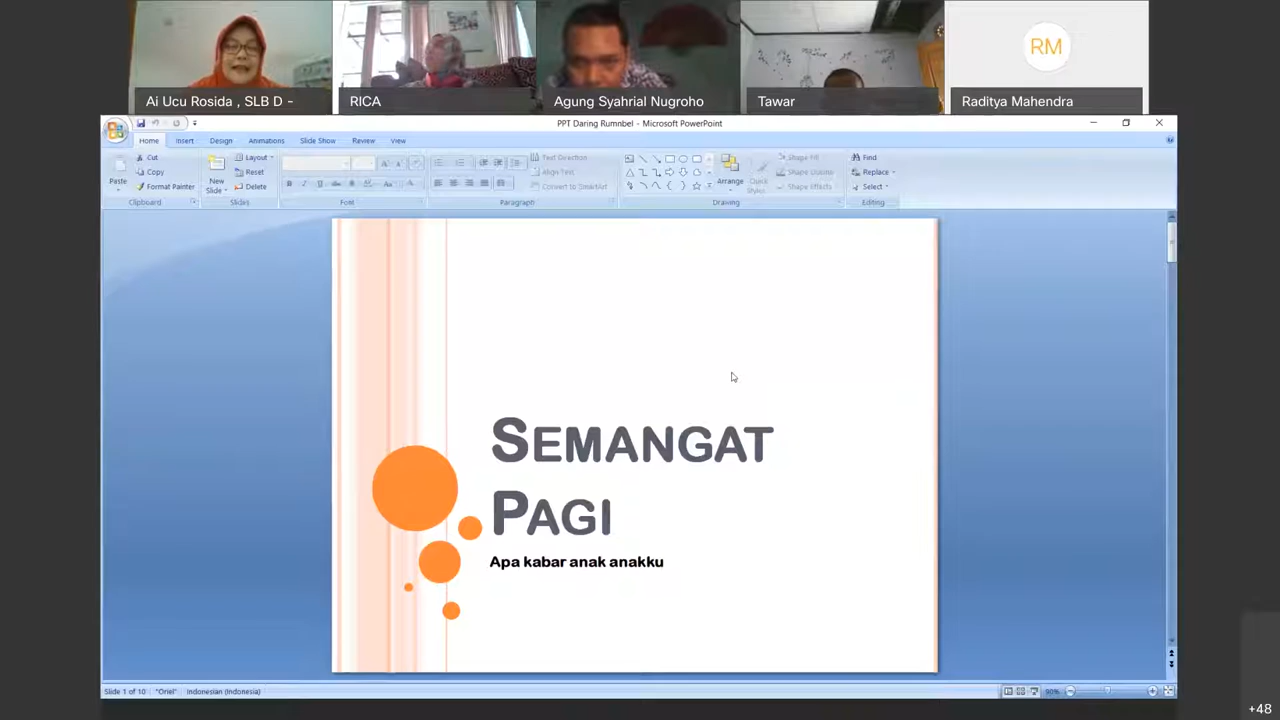 RM
Ai Ucu Rosida , SLB D -
RICA
Agung Syahrial Nugroho
Tawar
Raditya Mahendra
PPT Daring Rumnbel - Microsoft PowerPoint
Home Insert Design Animations Slide Show Review View
Paste
Cut
Copy
Format Painter
Clipboard
New Slide
Layout
Reset
Delete
Slides
Font
Text Direction
Align Text
Convert to SmartArt
Paragraph
Arrange
Quick Styles
Shape Fill
Shape Outline
Shape Effects
Drawing
Find
Replace
Select
Editing
SEMANGAT
PAGI
Apa kabar anak anakku
Slide 1 of 10 "Oriel" Indonesian (Indonesia) 90%
+48